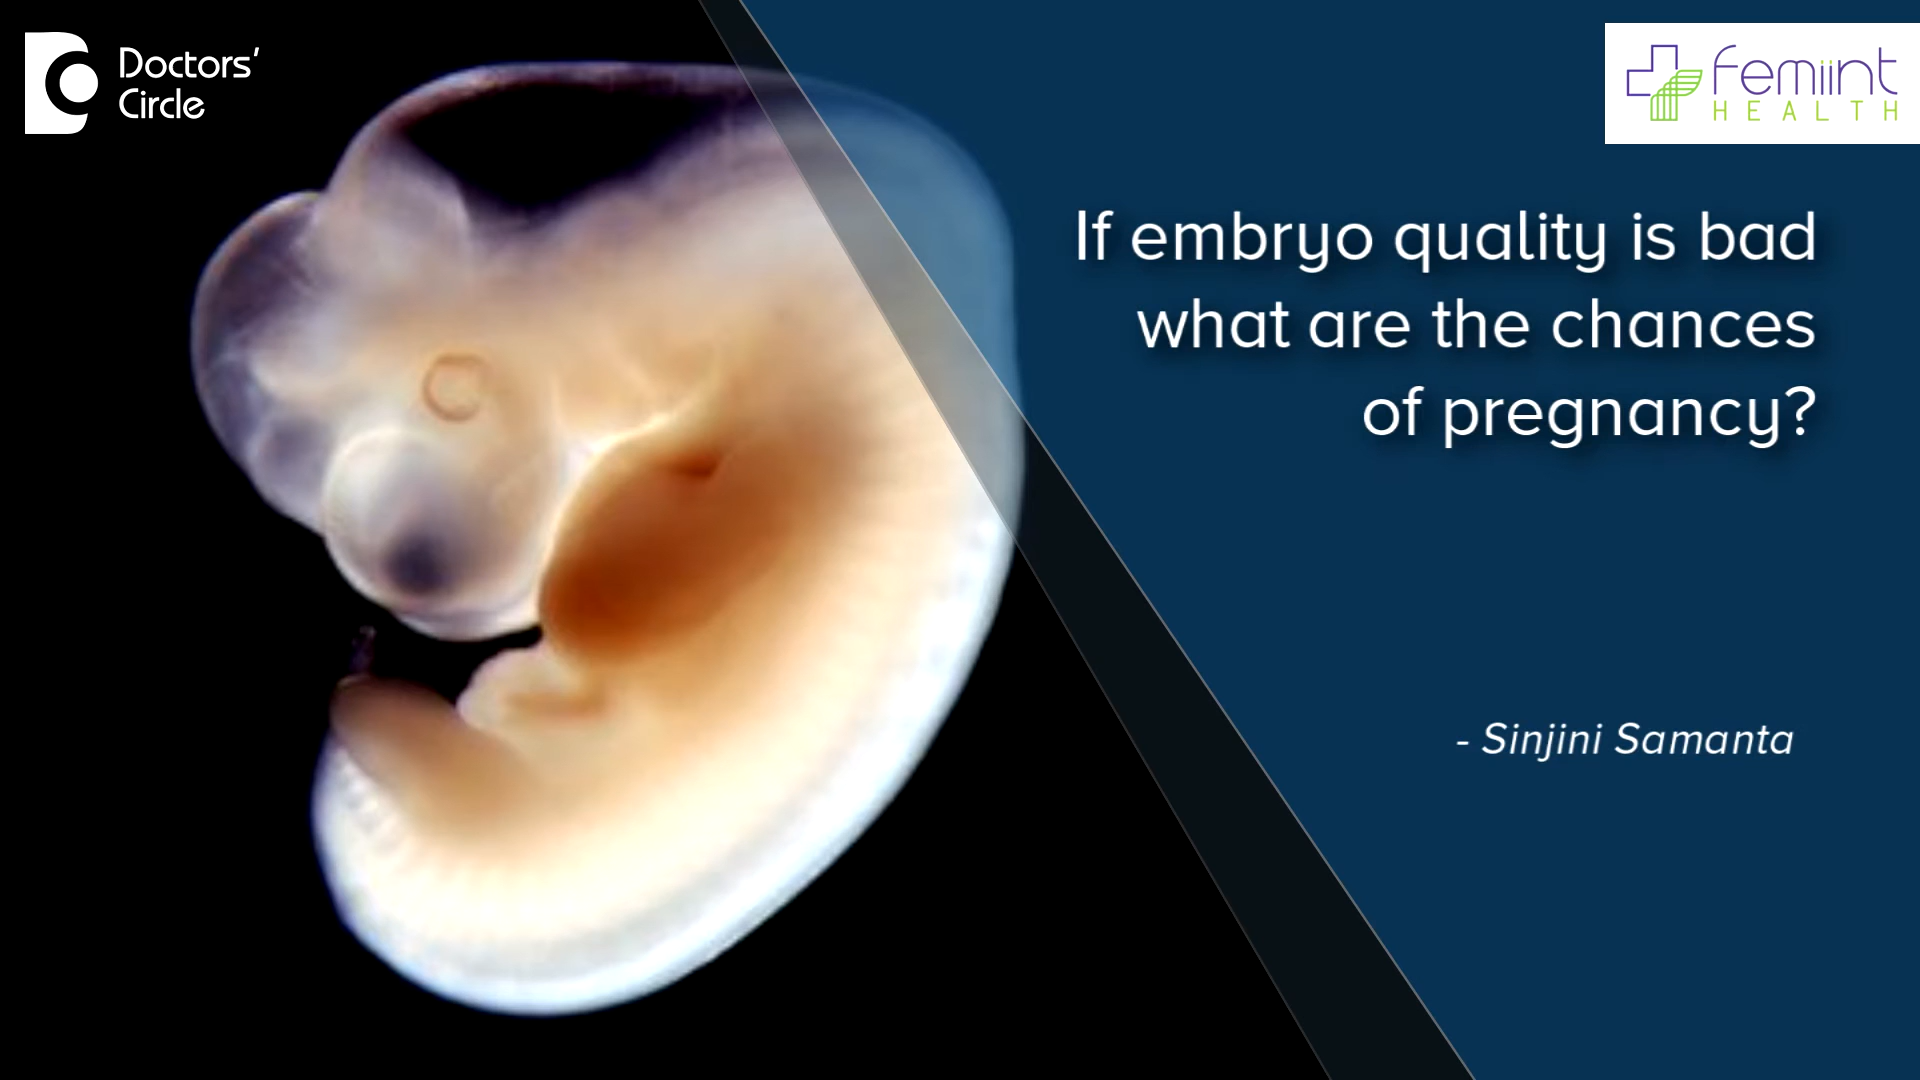 Doctors'
Circle
femiint
HEALTH
If embryo quality is bad
what are the chances
of pregnancy?
- Sinjini Samanta